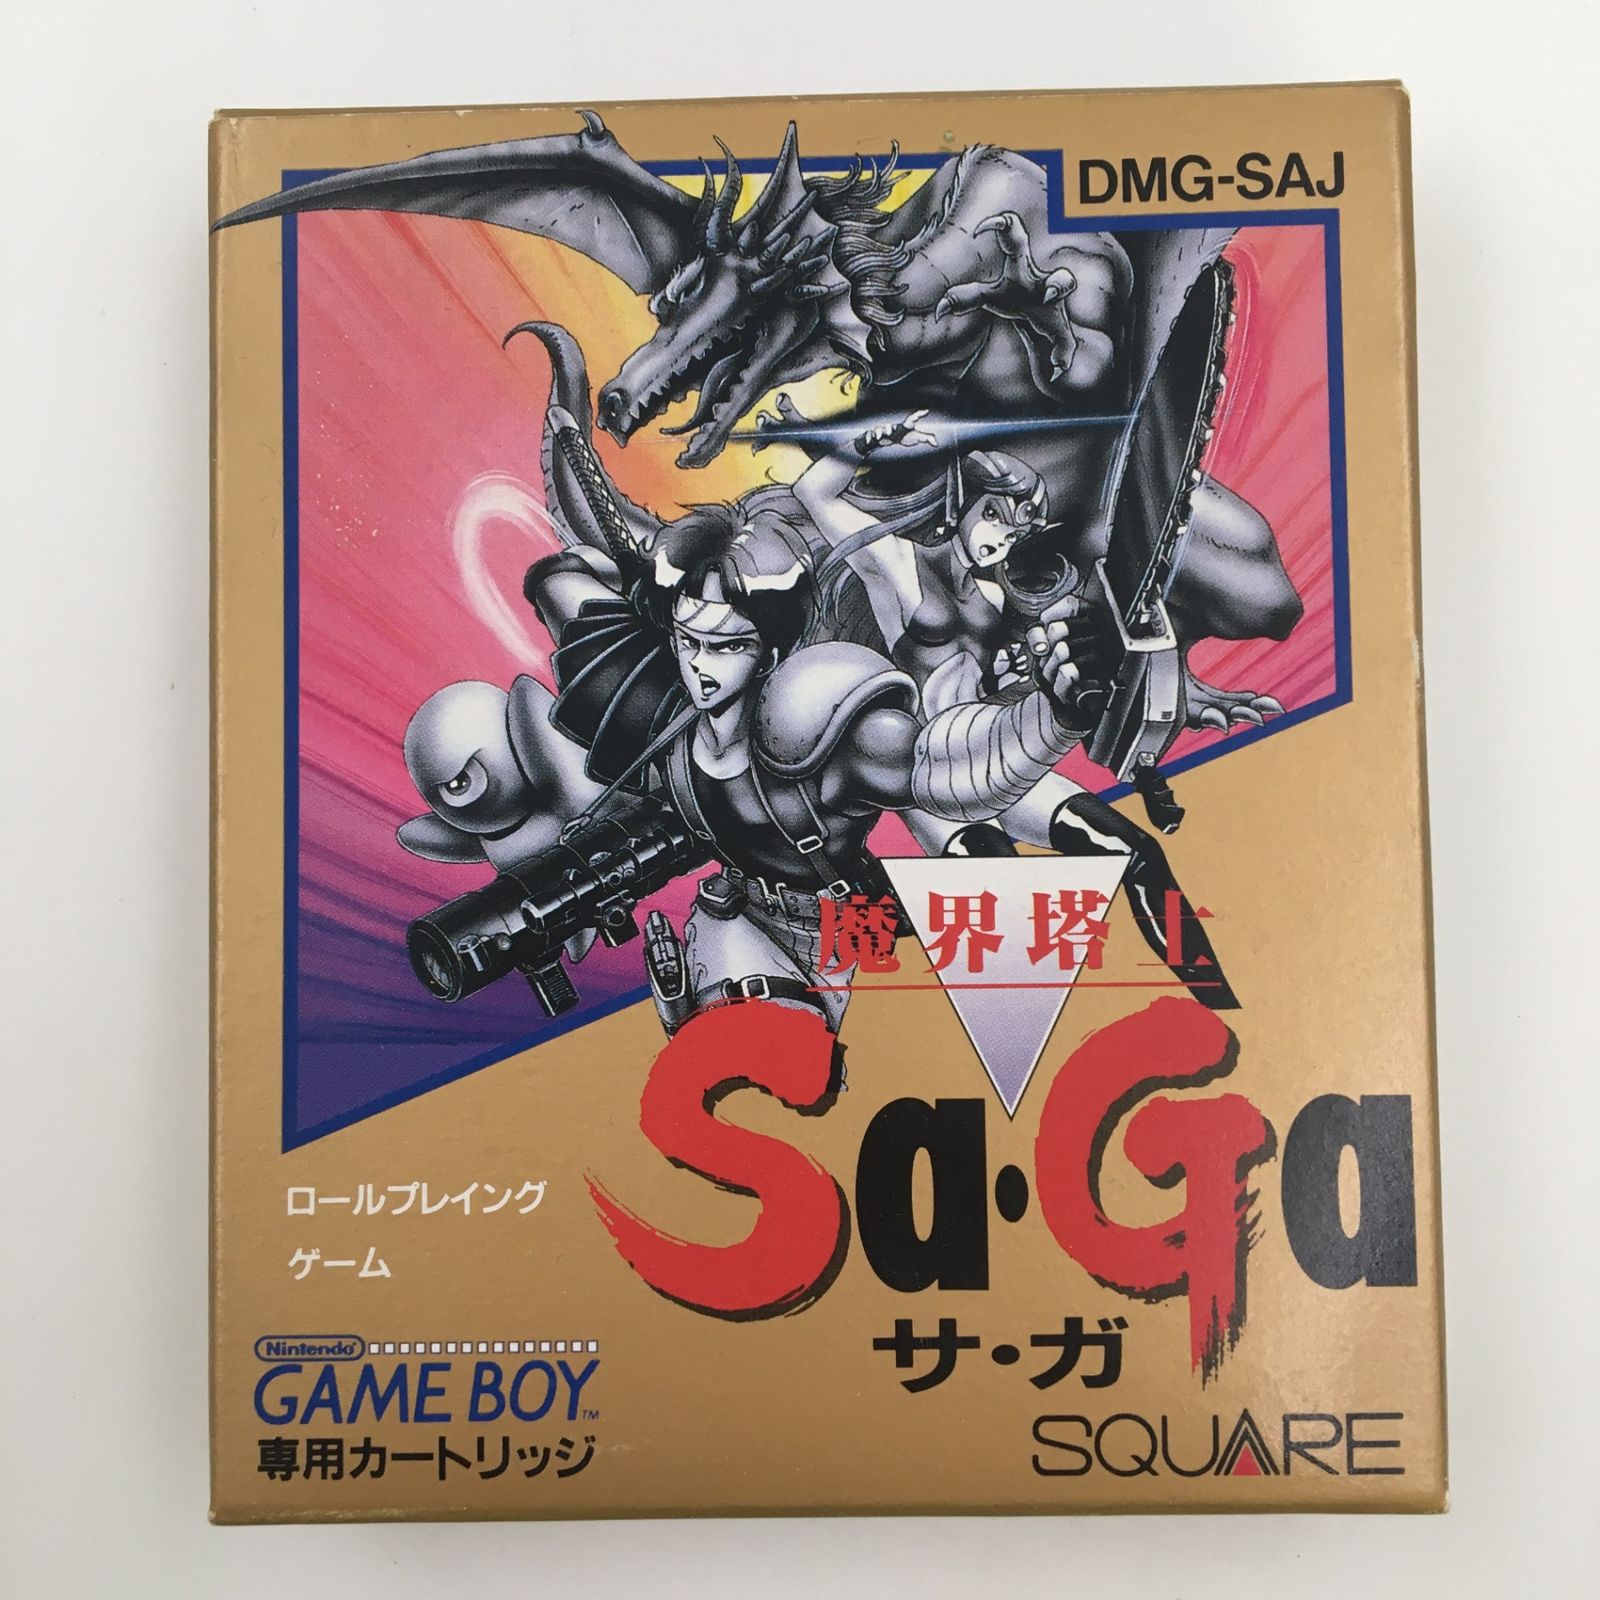 DMG-SAJ
魔界塔士
Sa・Ga
サ・ガ
ロールプレイング
ゲーム
Nintendo
GAME BOY™
専用カートリッジ
SQUARE